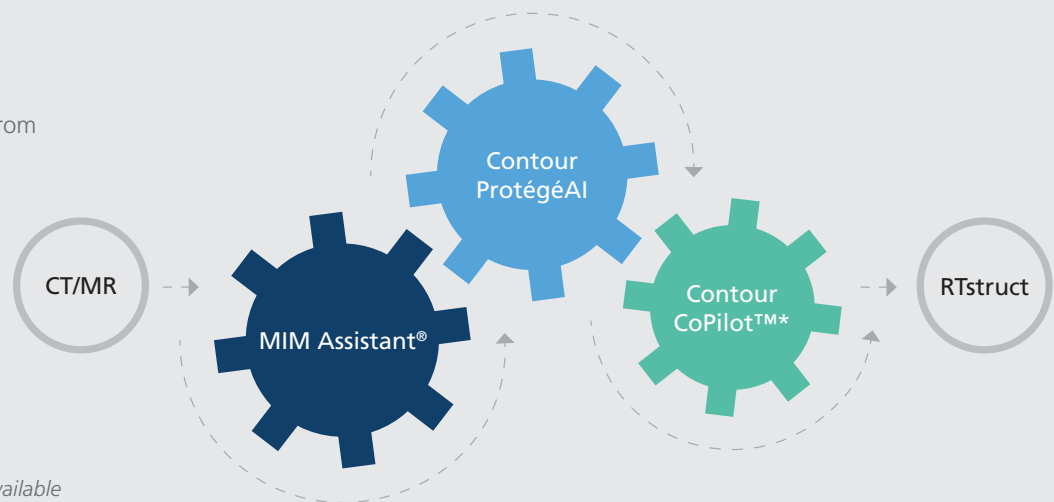 rom
Contour
ProtégéAI
CT/MR
MIM Assistant®
Contour
CoPilot™*
RTstruct
vailable